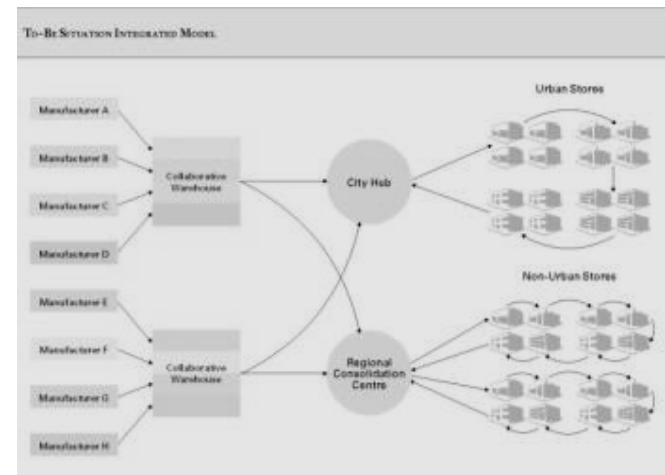 To-Be Situation Integrated Model
Urban Stores
Manufacturer A
Manufacturer B
Collaborative
Warehouse
City Hub
Manufacturer C
Manufacturer D
Non-Urban Stores
Manufacturer E
Manufacturer F
Collaborative
Warehouse
Regional
Consolidation
Centre
Manufacturer G
Manufacturer H